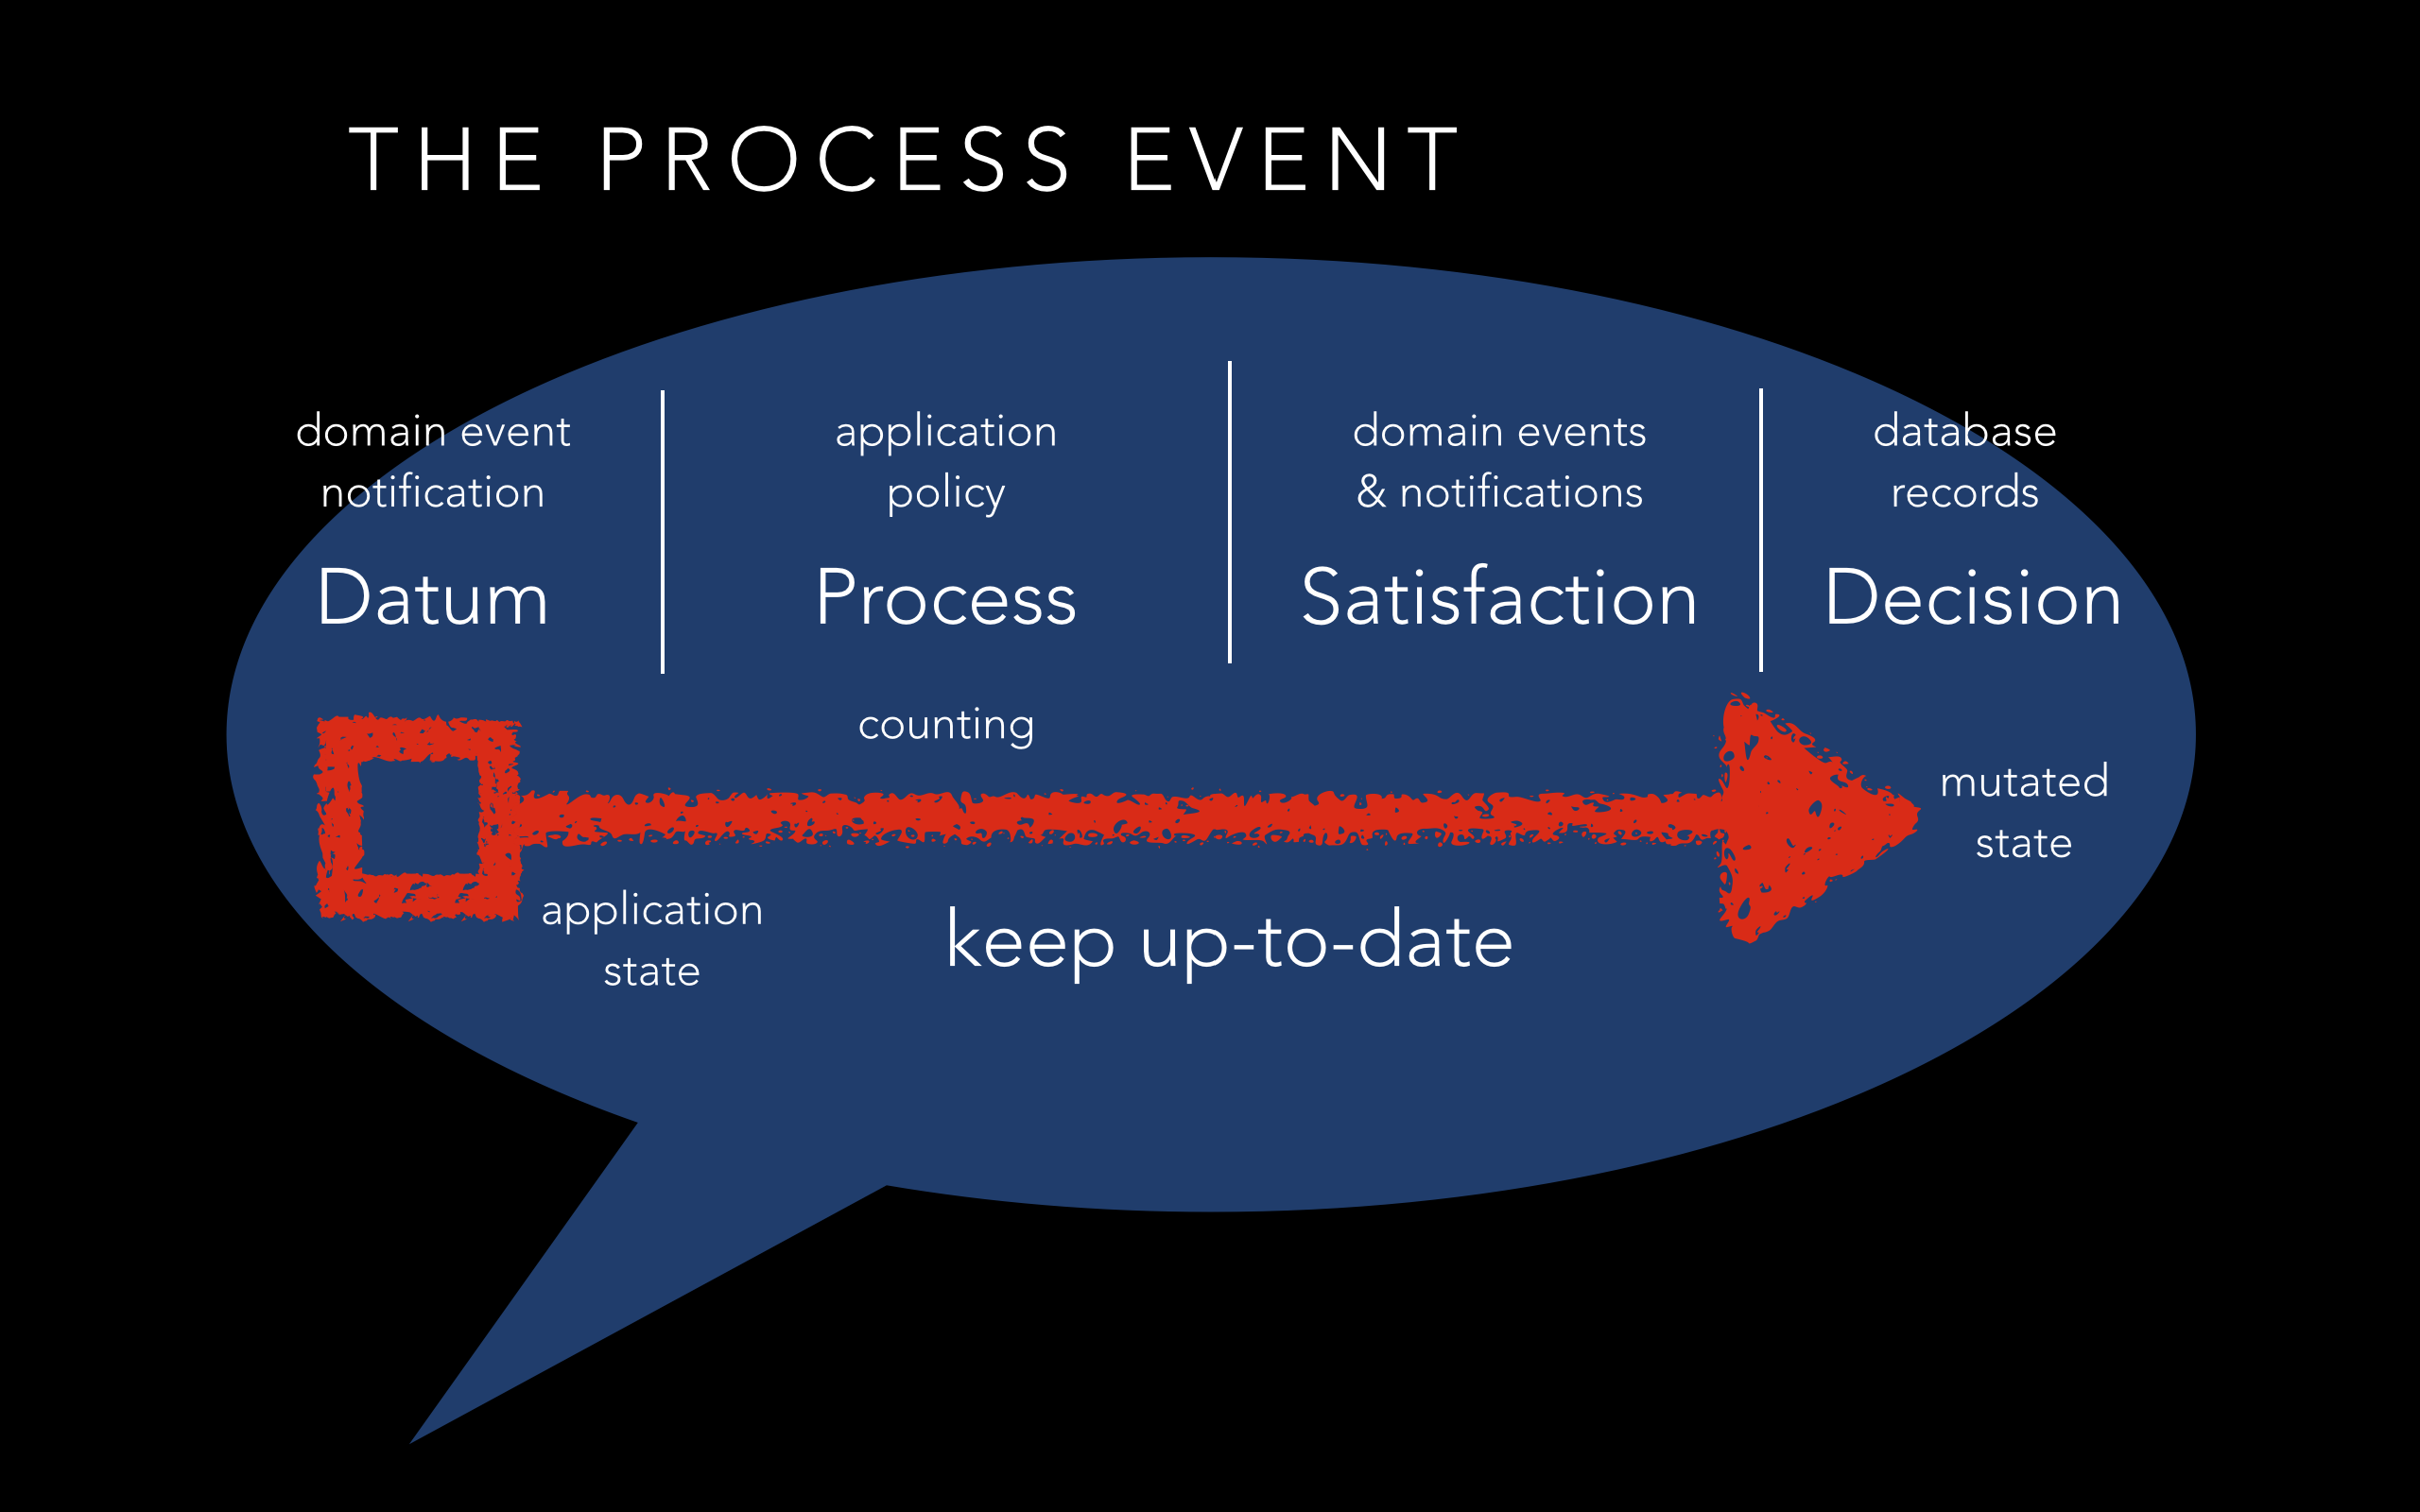 THE PROCESS EVENT
domain event
notification
Datum
application
policy
Process
domain events
& notifications
Satisfaction
database
records
Decision
counting
mutated
state
application
state
keep up-to-date